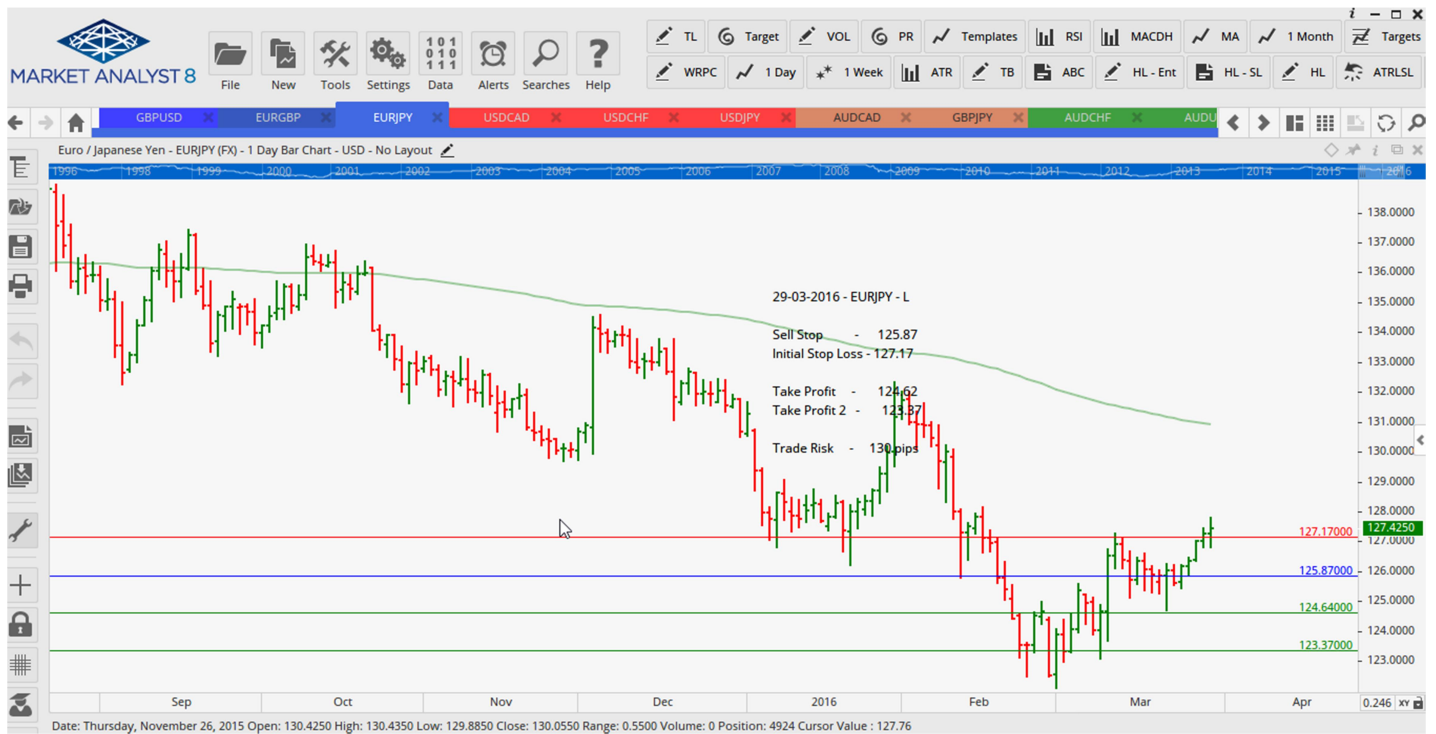 MARKET ANALYST 8
File New Tools Settings Data Alerts Searches Help
TL Target VOL PR Templates RSI MACDH MA 1 Month Targets
WRPC 1 Day 1 Week ATR TB ABC HL - Ent HL - SL HL ATRLSL
GBPUSD EURGBP EURJPY USDCAD USDCHF USDJPY AUDCAD GBPJPY AUDCHF AUDU
Euro / Japanese Yen - EURJPY (FX) - 1 Day Bar Chart - USD - No Layout
1996 1998 1999 2000 2001 2002 2003 2004 2005 2006 2007 2008 2009 2010 2011 2012 2013 2014 2015 2016
138.0000
137.0000
136.0000
135.0000
134.0000
133.0000
132.0000
131.0000
130.0000
129.0000
128.0000
127.4250
127.0000
126.0000
125.0000
124.0000
123.0000
29-03-2016 - EURJPY - L
Sell Stop - 125.87
Initial Stop Loss - 127.17
Take Profit - 124.62
Take Profit 2 - 123.37
Trade Risk - 130 pips
127.17000
125.87000
124.64000
123.37000
Sep Oct Nov Dec 2016 Feb Mar Apr
0.246 XY
Date: Thursday, November 26, 2015 Open: 130.4250 High: 130.4350 Low: 129.8850 Close: 130.0550 Range: 0.5500 Volume: 0 Position: 4924 Cursor Value : 127.76